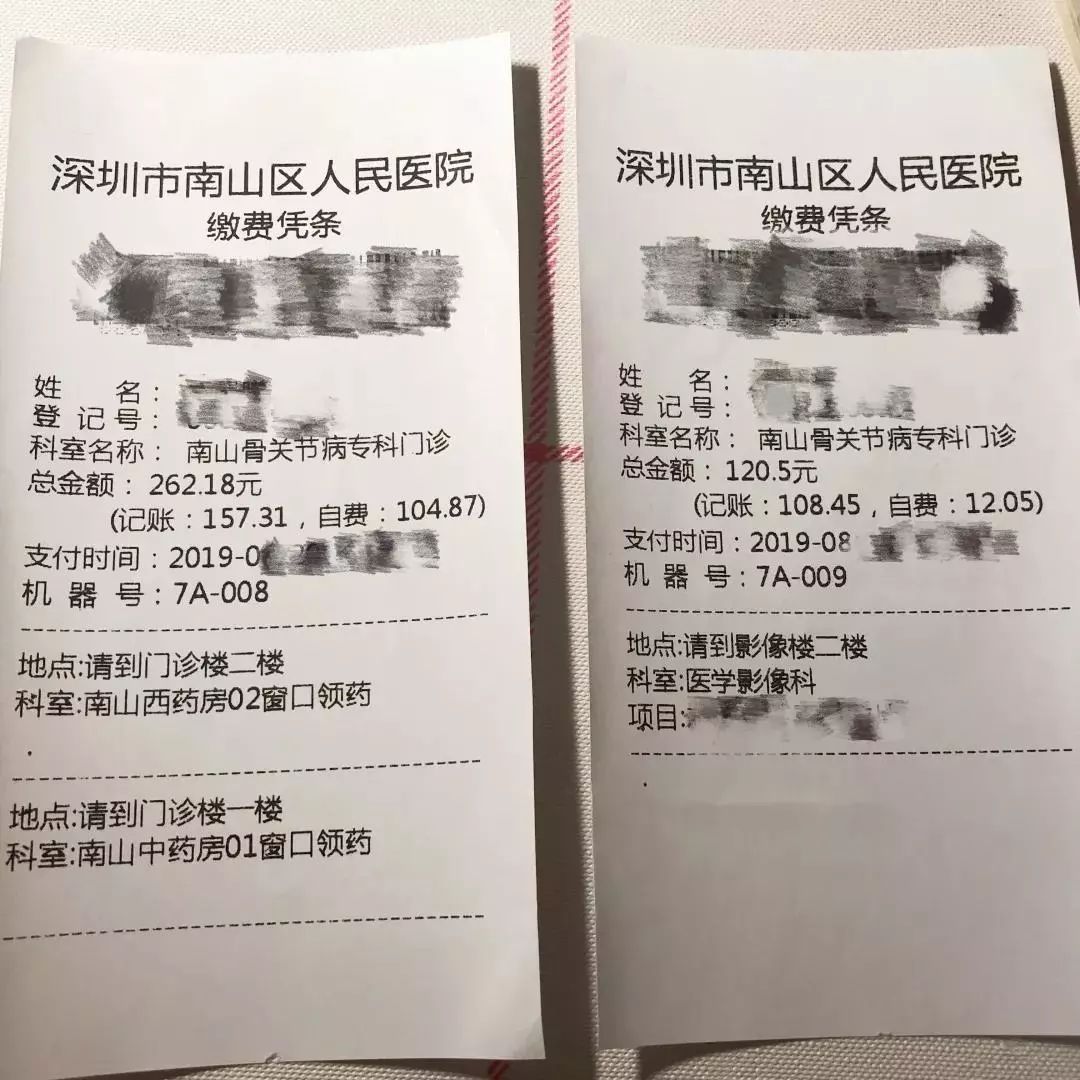 深圳市南山区人民医院
缴费凭条
姓 名：
登 记 号：
科室名称： 南山骨关节病专科门诊
总金额：262.18元
(记账：157.31，自费：104.87)
支付时间：2019-0
机 器 号：7A-008
地点:请到门诊楼二楼
科室:南山西药房02窗口领药
.
地点:请到门诊楼一楼
科室:南山中药房01窗口领药
深圳市南山区人民医院
缴费凭条
姓 名：
登 记 号：
科室名称： 南山骨关节病专科门诊
总金额：120.5元
(记账：108.45，自费：12.05)
支付时间：2019-08
机 器 号：7A-009
地点:请到影像楼二楼
科室:医学影像科
项目:
.